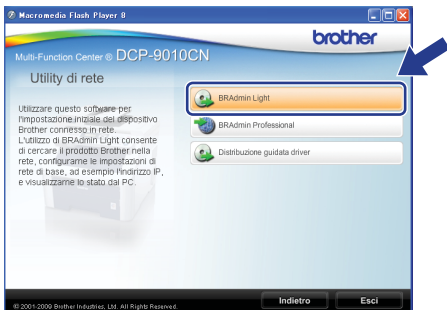 Macromedia Flash Player 8
brother
Multi-Function Center ® DCP-9010CN
Utility di rete
Utilizzare questo software per
l'impostazione iniziale del dispositivo
Brother connesso in rete.
L'utilizzo di BRAdmin Light consente
di cercare il prodotto Brother nella
rete, configurarne le impostazioni di
rete di base, ad esempio l'indirizzo IP,
e visualizzarne lo stato dal PC.
BRAdmin Light
BRAdmin Professional
Distribuzione guidata driver
© 2001-2009 Brother Industries, Ltd. All Rights Reserved.
Indietro
Esci